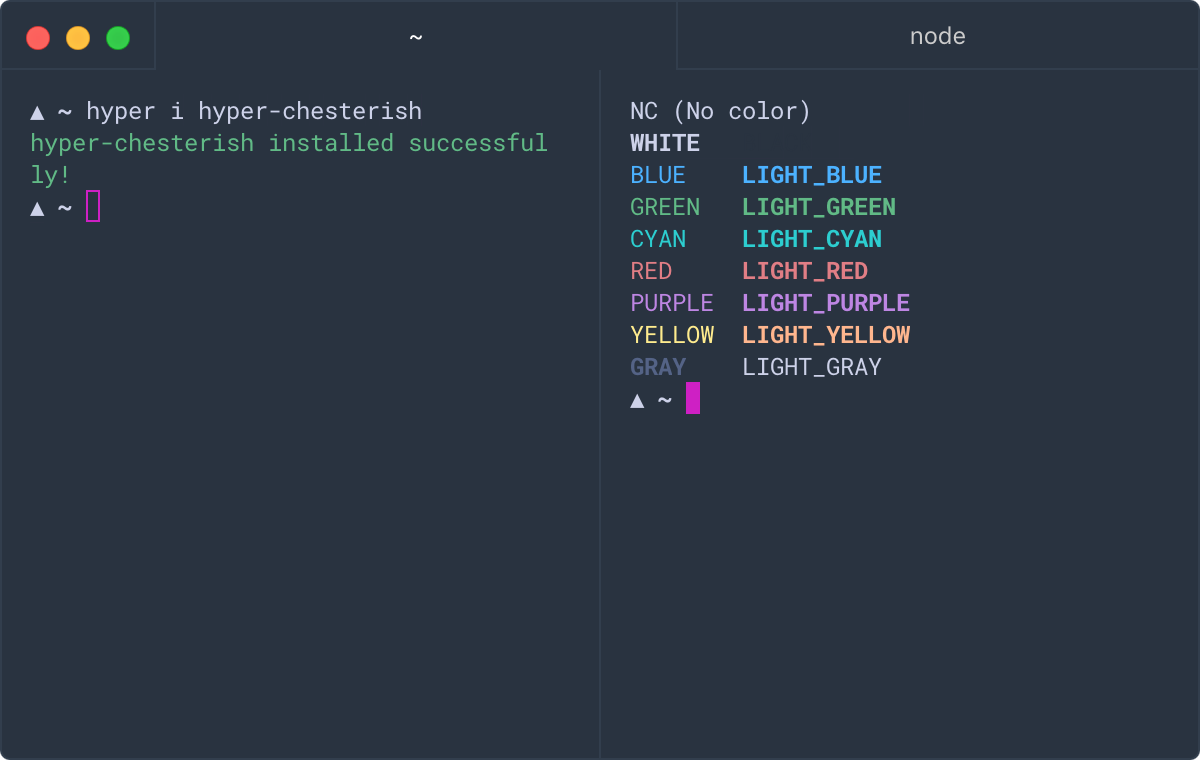 ~
node
▲ ~ hyper i hyper-chesterish
hyper-chesterish installed successful
ly!
▲ ~
NC (No color)
WHITE
BLUE LIGHT_BLUE
GREEN LIGHT_GREEN
CYAN LIGHT_CYAN
RED LIGHT_RED
PURPLE LIGHT_PURPLE
YELLOW LIGHT_YELLOW
GRAY LIGHT_GRAY
▲ ~